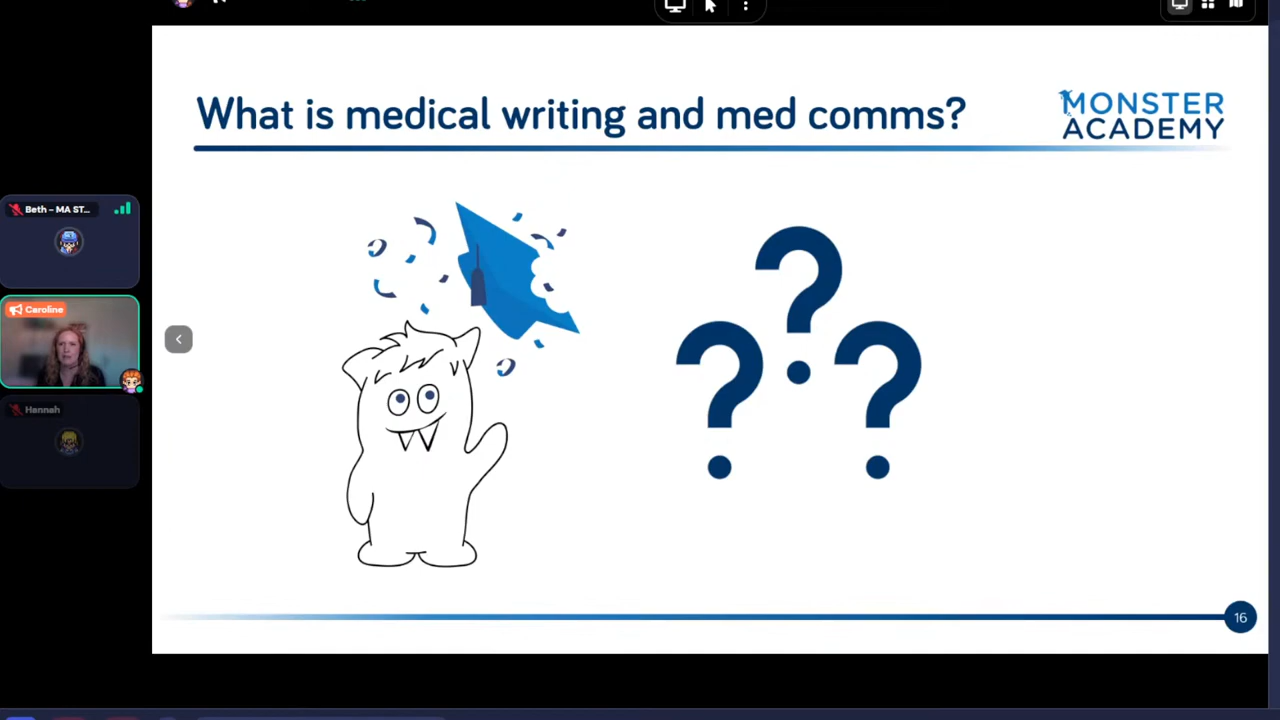 What is medical writing and med comms?
MONSTER
ACADEMY
Beth – MA ST...
Caroline
Hannah
? ? ?
16